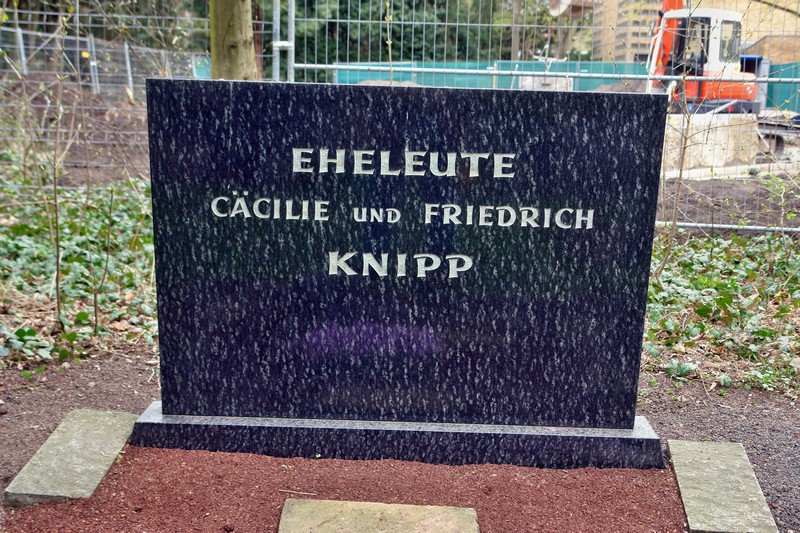 EHELEUTE
CÄCILIE UND FRIEDRICH
KNIPP